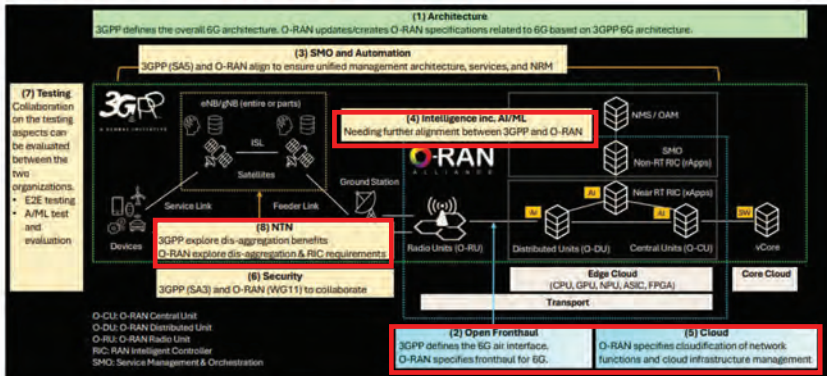 (1) Architecture
3GPP defines the overall 6G architecture. O-RAN updates/creates O-RAN specifications related to 6G based on 3GPP 6G architecture.
(3) SMO and Automation
3GPP (SA5) and O-RAN align to ensure unified management architecture, services, and NRM
(7) Testing
Collaboration
on the testing
aspects can
be evaluated
between the
two
organizations.
• E2E testing
• A/ML test
and
evaluation
3GPP
A GLOBAL INITIATIVE
eNB/gNB (entire or parts)
ISL
Satellites
Service Link
Feeder Link
Devices
Ground Station
(4) Intelligence inc. AI/ML
Needing further alignment between 3GPP and O-RAN
O-RAN
ALLIANCE
NMS / OAM
SMO
Non-RT RIC (rApps)
Near RT RIC (xApps)
AI
AI
3W
Radio Units (O-RU)
Distributed Units (O-DU)
Central Units (O-CU)
vCore
(8) NTN
3GPP explore dis-aggregation benefits
O-RAN explore dis-aggregation & RIC requirements
(6) Security
3GPP (SA3) and O-RAN (WG11) to collaborate
Edge Cloud
(CPU, GPU, NPU, ASIC, FPGA)
Core Cloud
Transport
O-CU: O-RAN Central Unit
O-DU: O-RAN Distributed Unit
O-RU: O-RAN Radio Unit
RIC: RAN Intelligent Controller
SMO: Service Management & Orchestration
(2) Open Fronthaul
3GPP defines the 6G air interface.
O-RAN specifies fronthaul for 6G.
(5) Cloud
O-RAN specifies cloudification of network
functions and cloud infrastructure management.